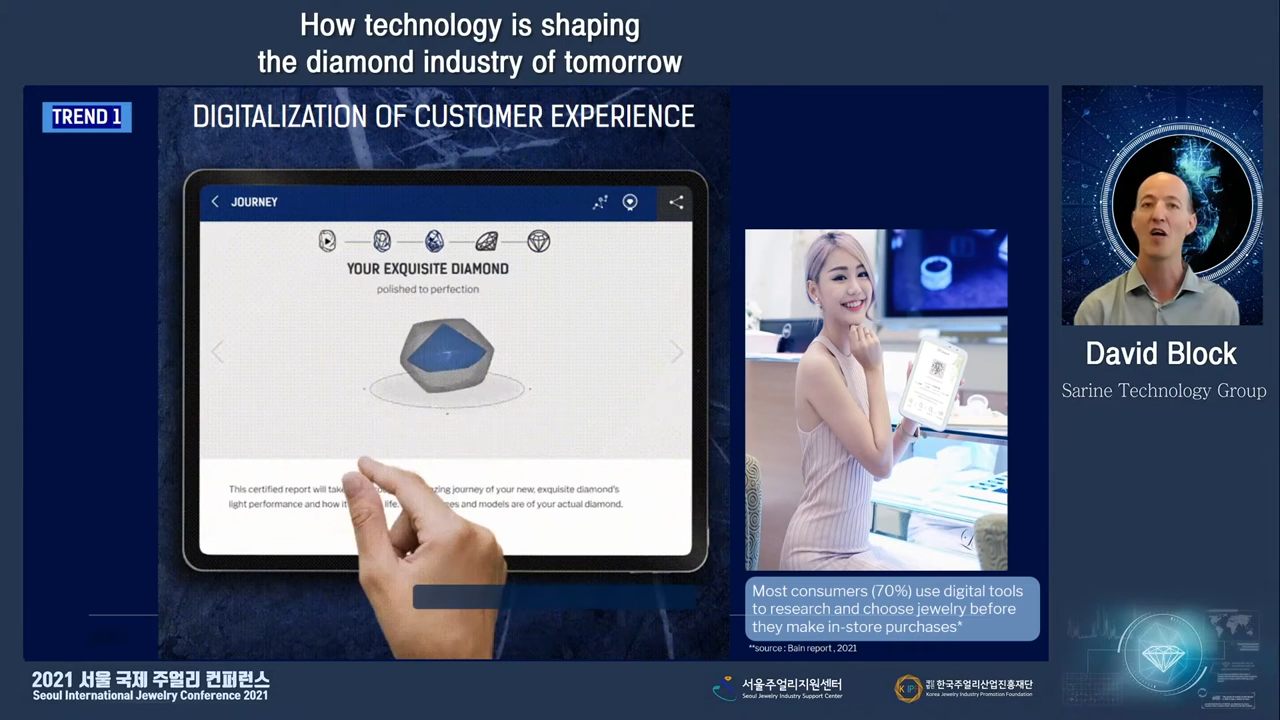 How technology is shaping
the diamond industry of tomorrow
TREND 1
DIGITALIZATION OF CUSTOMER EXPERIENCE
JOURNEY
YOUR EXQUISITE DIAMOND
polished to perfection
This certified report will take zing journey of your new, exquisite diamond's
light performance and how it life. es and models are of your actual diamond.
Most consumers (70%) use digital tools
to research and choose jewelry before
they make in-store purchases*
**source : Bain report , 2021
David Block
Sarine Technology Group
2021 서울 국제 주얼리 컨퍼런스
Seoul International Jewelry Conference 2021
서울주얼리지원센터
Seoul Jewelry Industry Support Center
재단법인 한국주얼리산업진흥재단
Korea Jewelry Industry Promotion Foundation